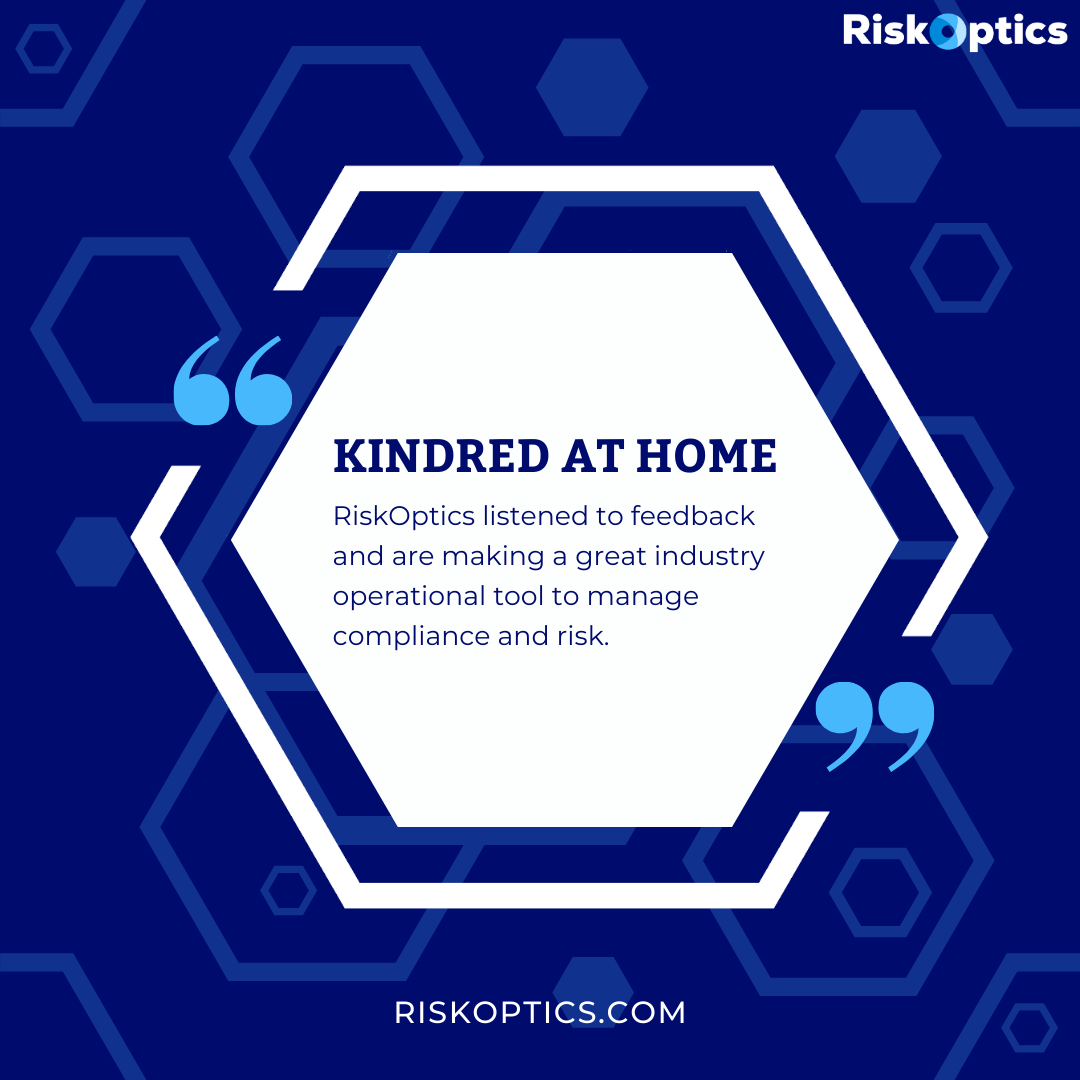 RiskOptics
KINDRED AT HOME
RiskOptics listened to feedback
and are making a great industry
operational tool to manage
compliance and risk.
RISKOPTICS.COM